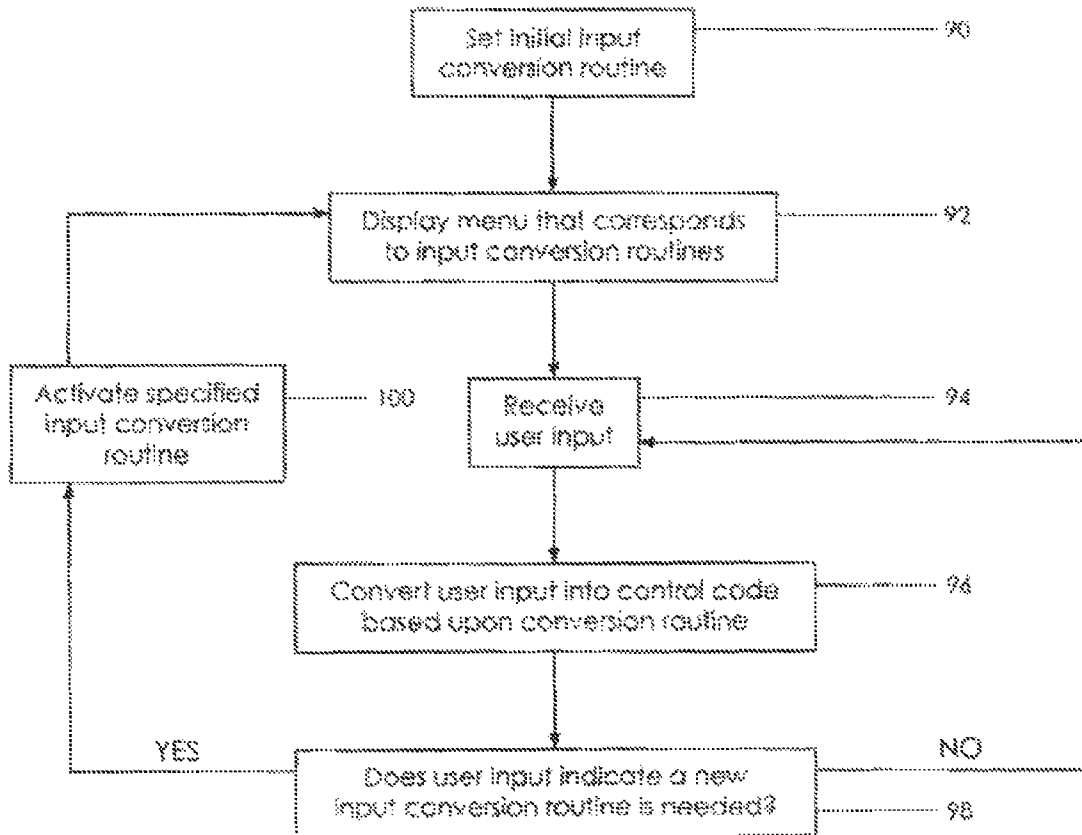 Set initial input
conversion routine
90
Display menu that corresponds
to input conversion routines
92
Activate specified
input conversion
routine
100
Receive
user input
94
Convert user input into control code
based upon conversion routine
96
YES
Does user input indicate a new
input conversion routine is needed?
NO
98